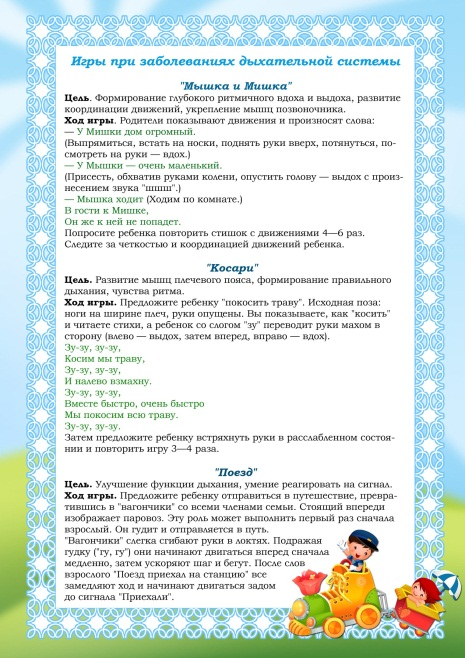 Игры при заболеваниях дыхательной системы
"Мышка и Мишка"
Цель. Формирование глубокого ритмичного вдоха и выдоха, развитие
координации движений, укрепление мышц позвоночника.
Ход игры. Родители показывают движения и произносят слова:
— У Мишки дом огромный.
(Выпрямиться, встать на носки, поднять руки вверх, потянуться, по-
смотреть на руки — вдох.)
— У Мышки — очень маленький.
(Присесть, обхватив руками колени, опустить голову — выдох с произ-
несением звука "шшш".)
— Мышка ходит (Ходим по комнате.)
В гости к Мишке,
Он же к ней не попадет.
Попросите ребенка повторить стишок с движениями 4—6 раз.
Следите за четкостью и координацией движений ребенка.
"Косари"
Цель. Развитие мышц плечевого пояса, формирование правильного
дыхания, чувства ритма.
Ход игры. Предложите ребенку "покосить траву". Исходная поза:
ноги на ширине плеч, руки опущены. Вы показываете, как "косить"
и читаете стихи, а ребенок со слогом "зу" переводит руки махом в
сторону (влево — выдох, затем вперед, вправо — вдох).
Зу-зу, зу-зу,
Косим мы траву,
Зу-зу, зу-зу,
И налево взмахну.
Зу-зу, зу-зу,
Вместе быстро, очень быстро
Мы покосим всю траву.
Зу-зу, зу-зу.
Затем предложите ребенку встряхнуть руки в расслабленном состоя-
нии и повторить игру 3—4 раза.
"Поезд"
Цель. Улучшение функции дыхания, умение реагировать на сигнал.
Ход игры. Предложите ребенку отправиться в путешествие, превра-
тившись в "вагончики" со всеми членами семьи. Стоящий впереди
изображает паровоз. Эту роль может выполнить первый раз сначала
взрослый. Он гудит и отправляется в путь.
"Вагончики" слегка сгибают руки в локтях. Подражая
гудку ("гу, гу") они начинают двигаться вперед сначала
медленно, затем ускоряют шаг и бегут. После слов
взрослого "Поезд приехал на станцию" все
замедляют ход и начинают двигаться задом
до сигнала "Приехали".